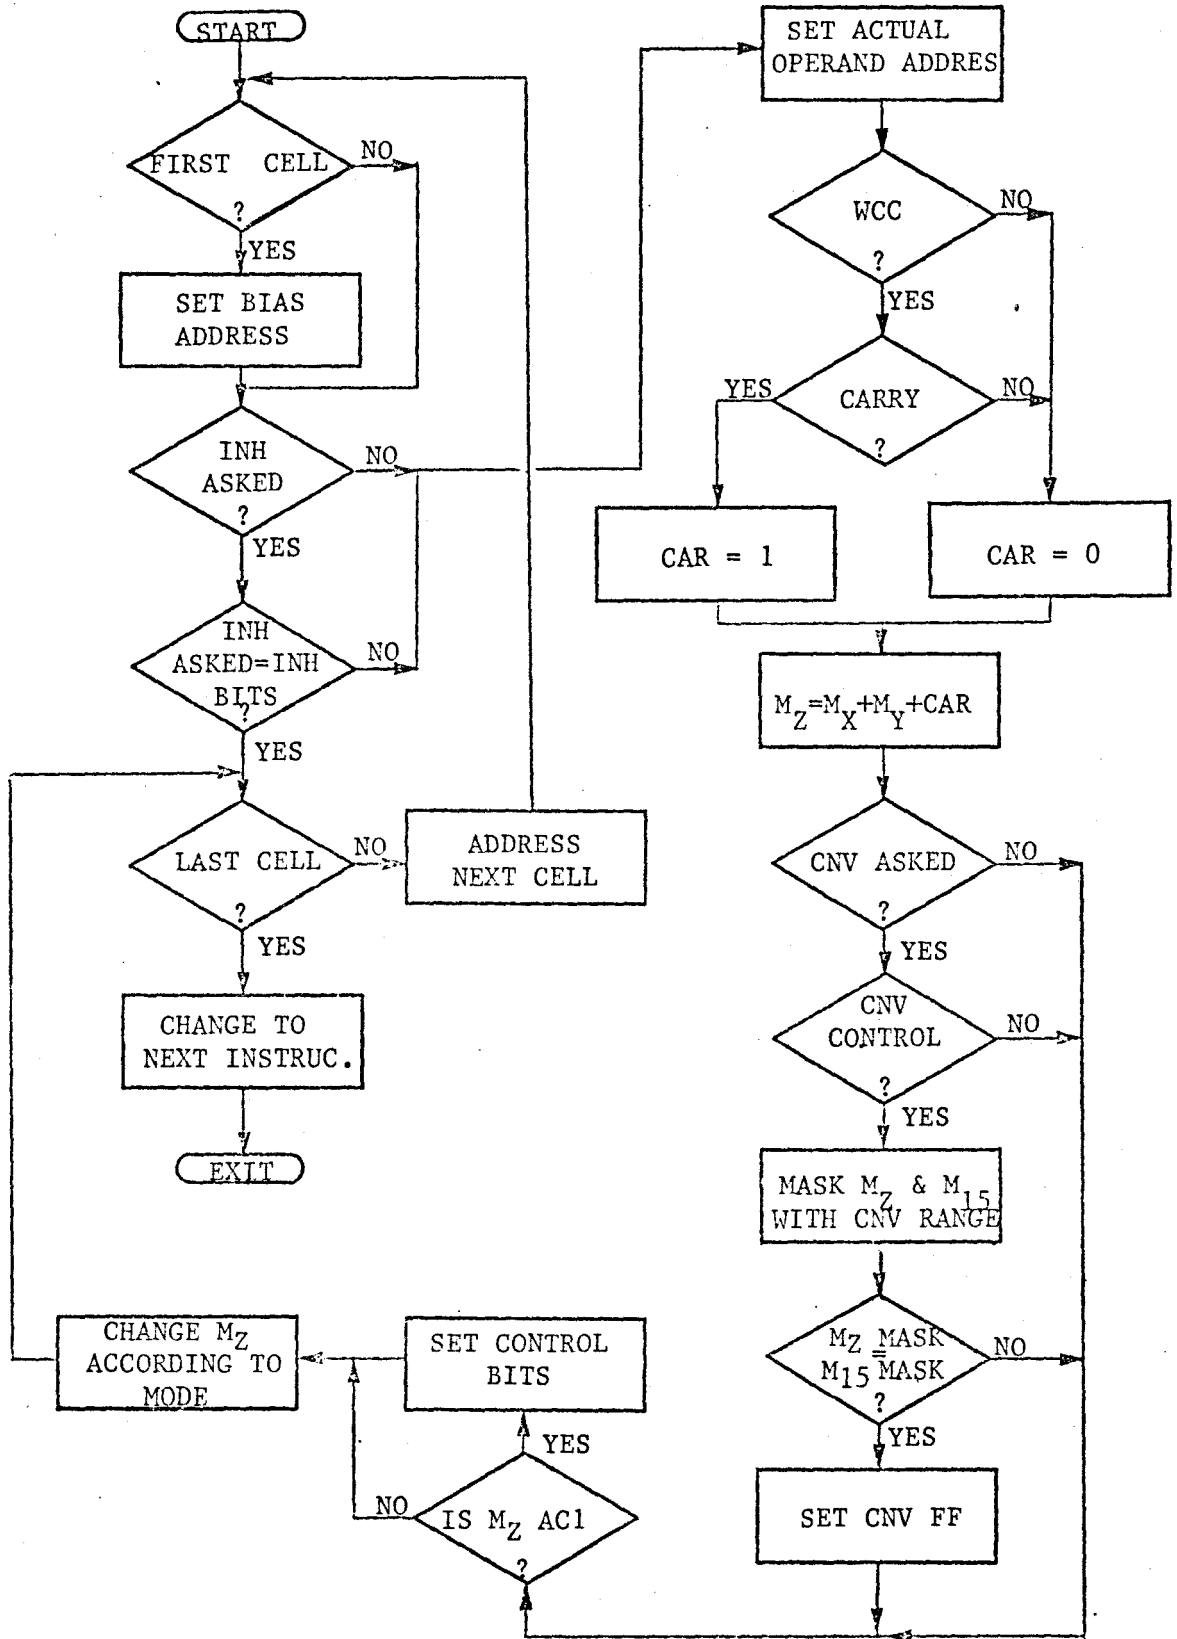 START
FIRST CELL
?
NO
YES
SET BIAS
ADDRESS
INH
ASKED
?
NO
YES
INH
ASKED=INH
BITS
?
NO
YES
LAST CELL
?
NO
ADDRESS
NEXT CELL
YES
CHANGE TO
NEXT INSTRUC.
EXIT
SET ACTUAL
OPERAND ADDRES
WCC
?
NO
YES
CARRY
?
YES
NO
CAR = 1
CAR = 0
MZ=MX+MY+CAR
CNV ASKED
?
NO
YES
CNV
CONTROL
?
NO
YES
MASK MZ & M15
WITH CNV RANGE
MZ MASK
=
M15 MASK
?
NO
YES
SET CNV FF
IS MZ AC1
?
NO
YES
SET CONTROL
BITS
CHANGE MZ
ACCORDING TO
MODE